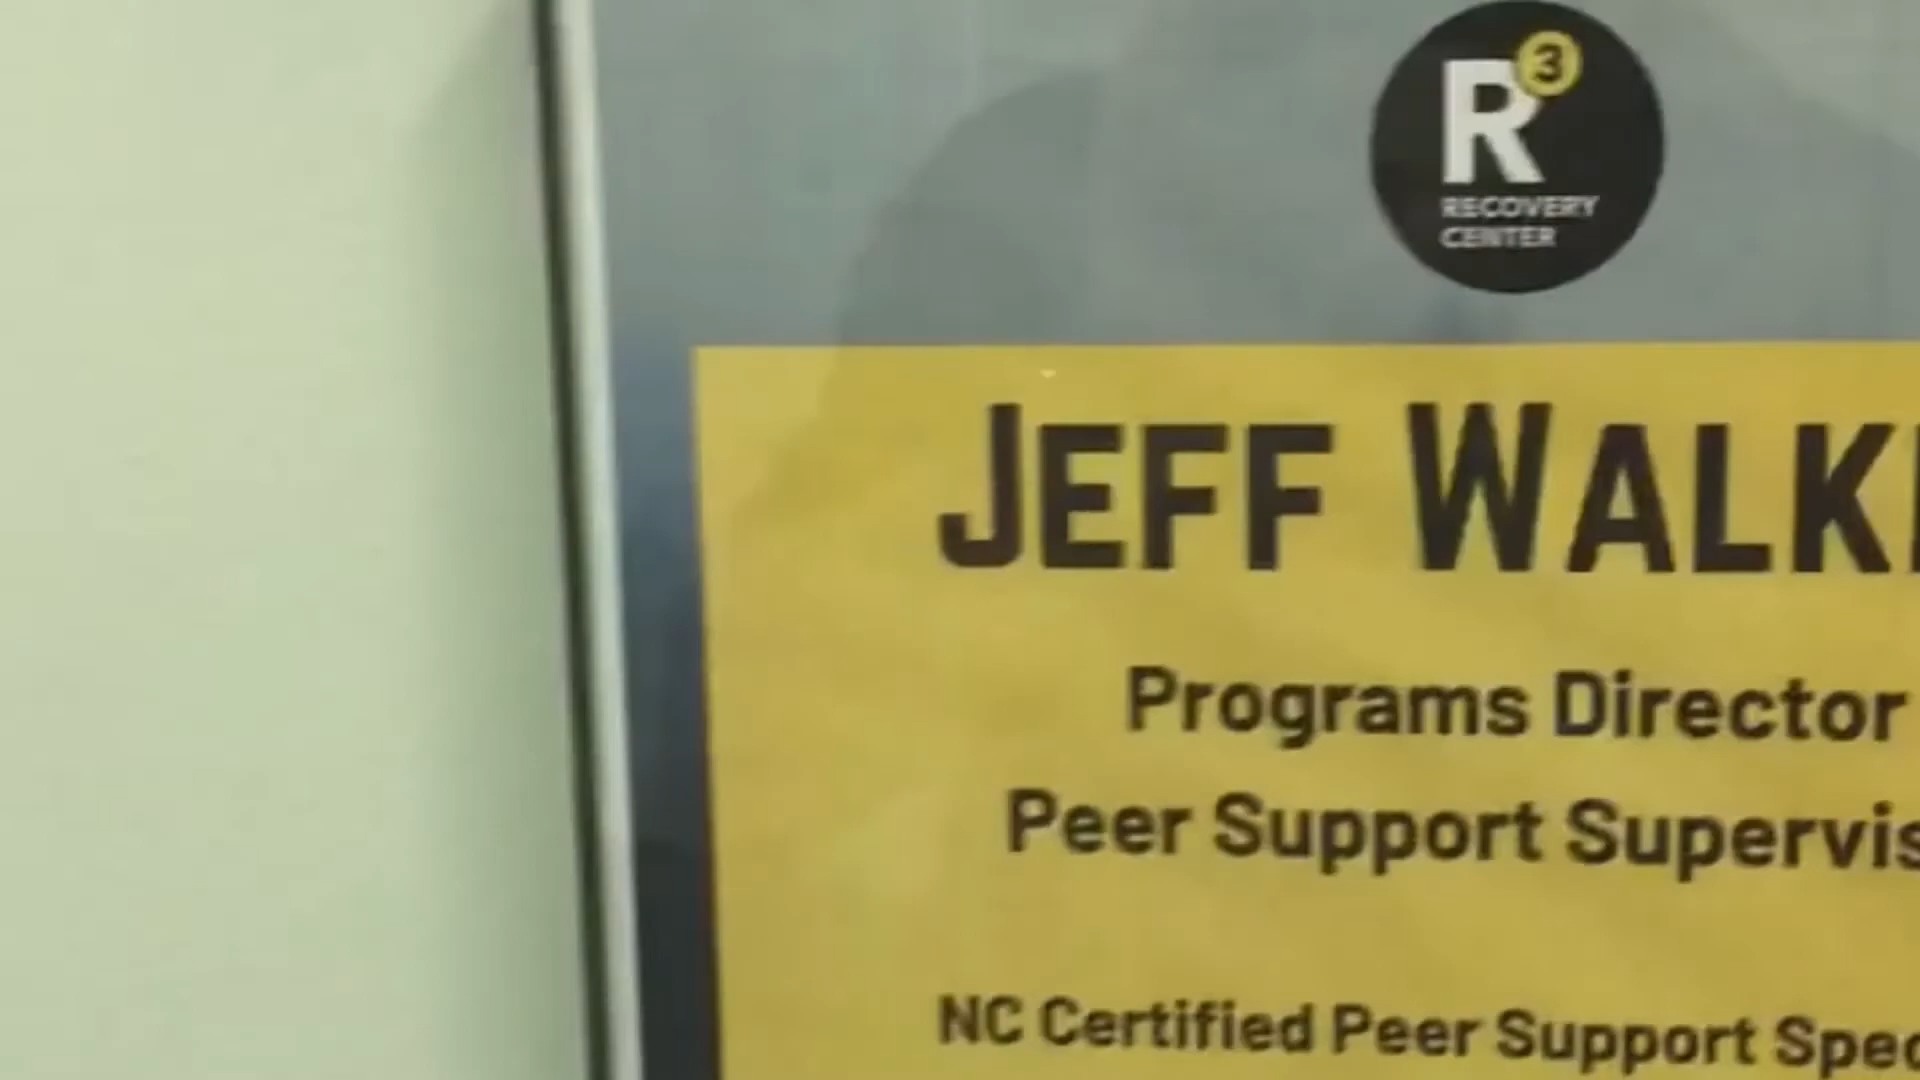 R3
RECOVERY
CENTER
JEFF WALK
Programs Director
Peer Support Supervis
NC Certified Peer Support Spec